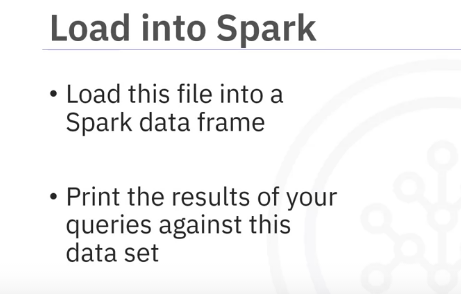 Load into Spark
• Load this file into a
Spark data frame
• Print the results of your
queries against this
data set